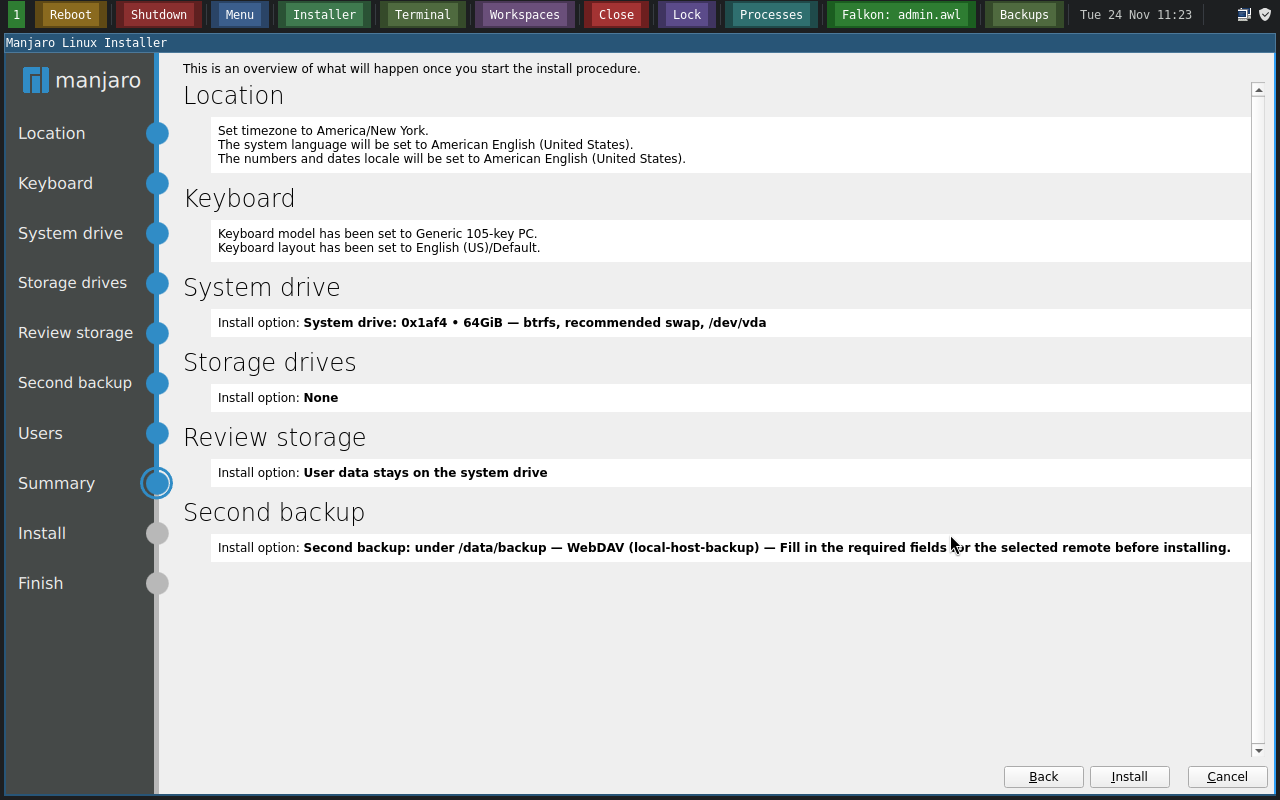 1 Reboot Shutdown Menu Installer Terminal Workspaces Close Lock Processes Falkon: admin.awl Backups Tue 24 Nov 11:23
Manjaro Linux Installer
manjaro
Location
Keyboard
System drive
Storage drives
Review storage
Second backup
Users
Summary
Install
Finish
This is an overview of what will happen once you start the install procedure.
Location
Set timezone to America/New York.
The system language will be set to American English (United States).
The numbers and dates locale will be set to American English (United States).
Keyboard
Keyboard model has been set to Generic 105-key PC.
Keyboard layout has been set to English (US)/Default.
System drive
Install option: System drive: 0x1af4 • 64GiB — btrfs, recommended swap, /dev/vda
Storage drives
Install option: None
Review storage
Install option: User data stays on the system drive
Second backup
Install option: Second backup: under /data/backup — WebDAV (local-host-backup) — Fill in the required fields for the selected remote before installing.
Back Install Cancel